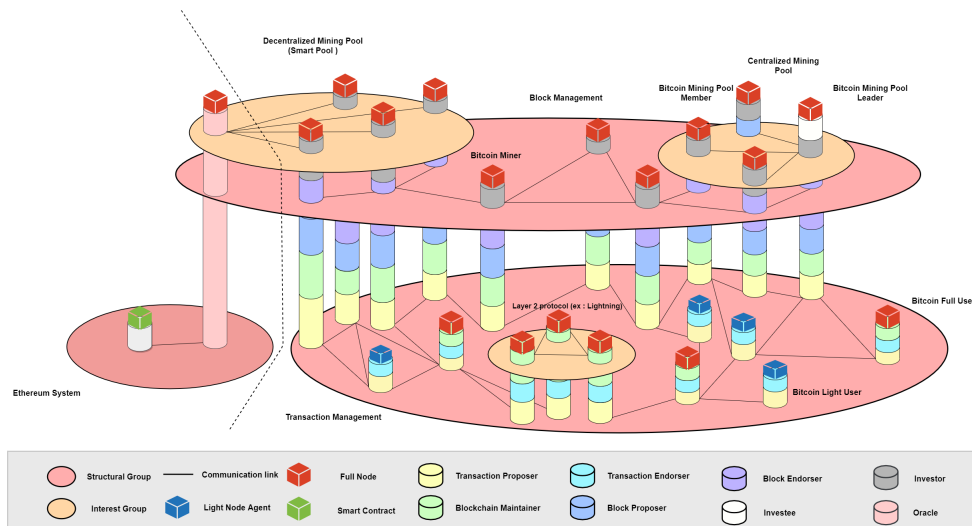 Decentralized Mining Pool
(Smart Pool )
Centralized Mining
Pool
Block Management
Bitcoin Mining Pool
Member
Bitcoin Mining Pool
Leader
Bitcoin Miner
Layer 2 protocol (ex : Lightning)
Bitcoin Full Use
Ethereum System
Transaction Management
Bitcoin Light User
Structural Group
Communication link
Full Node
Transaction Proposer
Transaction Endorser
Block Endorser
Investor
Interest Group
Light Node Agent
Smart Contract
Blockchain Maintainer
Block Proposer
Investee
Oracle